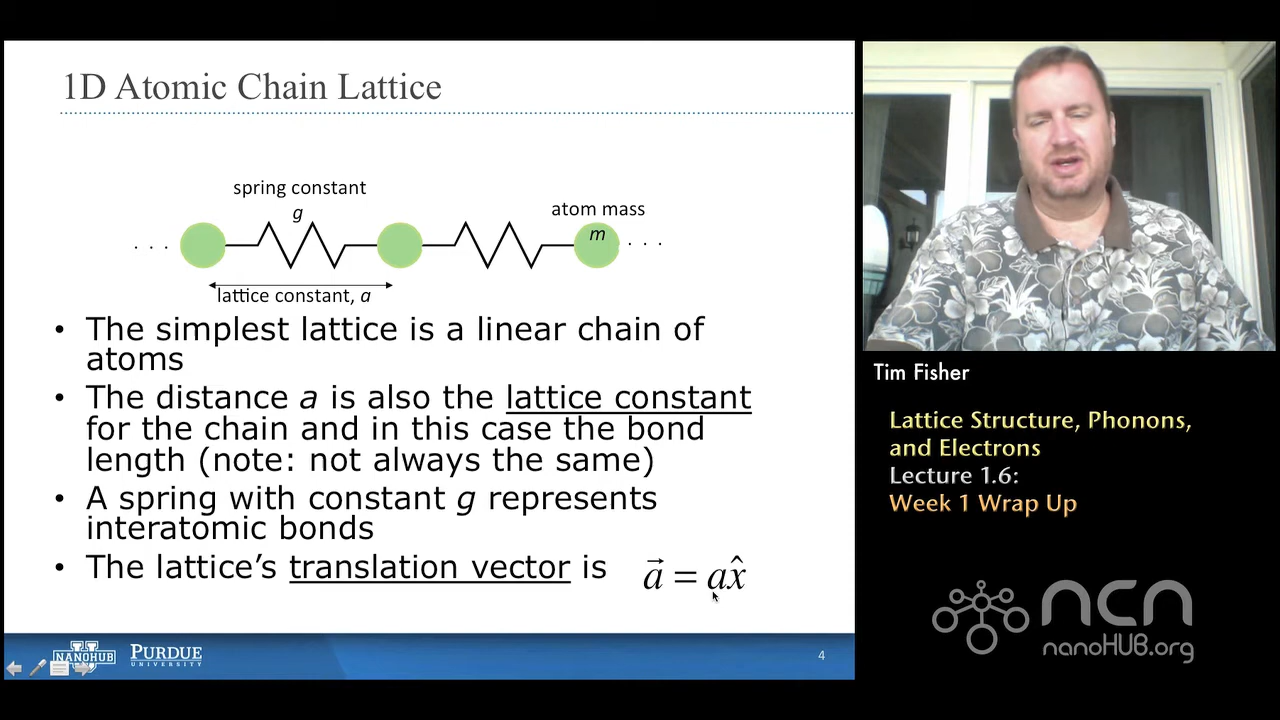 1D Atomic Chain Lattice
spring constant
g
atom mass
m
. . .
. . .
lattice constant, a
• The simplest lattice is a linear chain of
atoms
• The distance a is also the lattice constant
for the chain and in this case the bond
length (note: not always the same)
• A spring with constant g represents
interatomic bonds
• The lattice’s translation vector is a⃗ = ax̂
NANOHUB
PURDUE
UNIVERSITY
4
Tim Fisher
Lattice Structure, Phonons,
and Electrons
Lecture 1.6:
Week 1 Wrap Up
ncn
nanoHUB.org